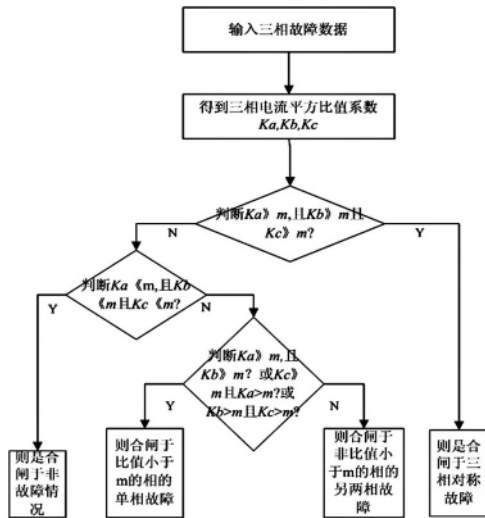 输入三相故障数据
得到三相电流平方比值系数
Ka,Kb,Kc
判断Ka》m,且Kb》m且
Kc》m?
N
Y
判断Ka《m,且Kb
《m且Kc《m?
Y
N
判断Ka》m,且
Kb》m? 或Kc》
m且Ka>m?或
Kb>m且Kc>m?
Y
N
则是合
闸于非
故障情
况
则合闸于
比值小于
m的相的
单相故障
则合闸于
非比值小
于m的相的
另两相故
障
则是合
闸于三
相对称
故障